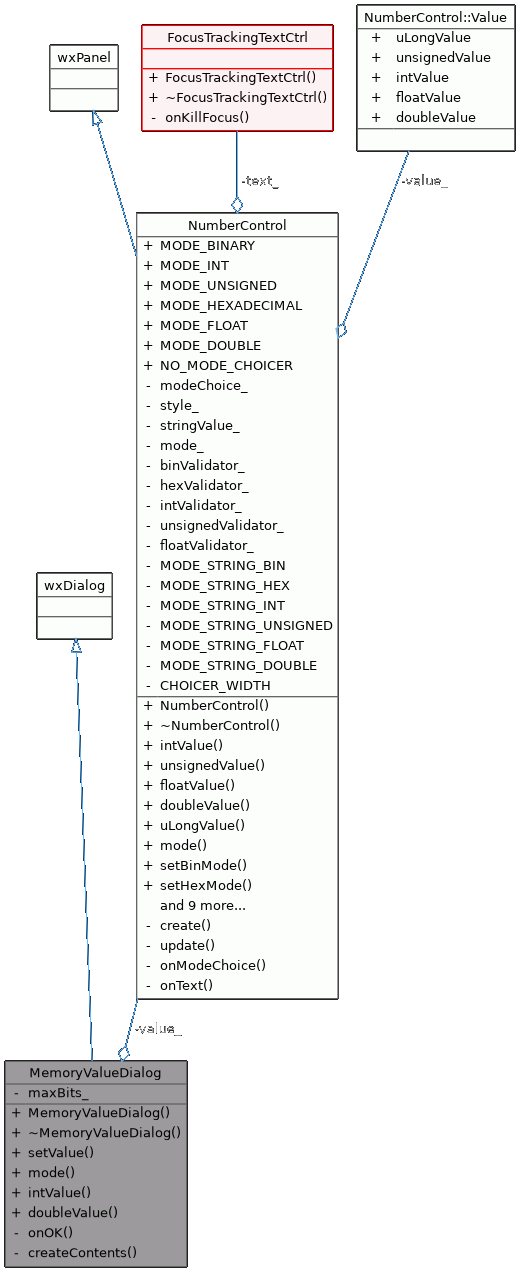 NumberControl::Value
+ uLongValue
+ unsignedValue
+ intValue
+ floatValue
+ doubleValue
FocusTrackingTextCtrl
+ FocusTrackingTextCtrl()
+ ~FocusTrackingTextCtrl()
- onKillFocus()
wxPanel
-text_
-value_
NumberControl
+ MODE_BINARY
+ MODE_INT
+ MODE_UNSIGNED
+ MODE_HEXADECIMAL
+ MODE_FLOAT
+ MODE_DOUBLE
+ NO_MODE_CHOICER
- modeChoice_
- style_
- stringValue_
- mode_
- binValidator_
- hexValidator_
- intValidator_
- unsignedValidator_
- floatValidator_
- MODE_STRING_BIN
- MODE_STRING_HEX
- MODE_STRING_INT
- MODE_STRING_UNSIGNED
- MODE_STRING_FLOAT
- MODE_STRING_DOUBLE
- CHOICER_WIDTH
+ NumberControl()
+ ~NumberControl()
+ intValue()
+ unsignedValue()
+ floatValue()
+ doubleValue()
+ uLongValue()
+ mode()
+ setBinMode()
+ setHexMode()
and 9 more...
- create()
- update()
- onModeChoice()
- onText()
wxDialog
-value_
MemoryValueDialog
- maxBits_
+ MemoryValueDialog()
+ ~MemoryValueDialog()
+ setValue()
+ mode()
+ intValue()
+ doubleValue()
- onOK()
- createContents()